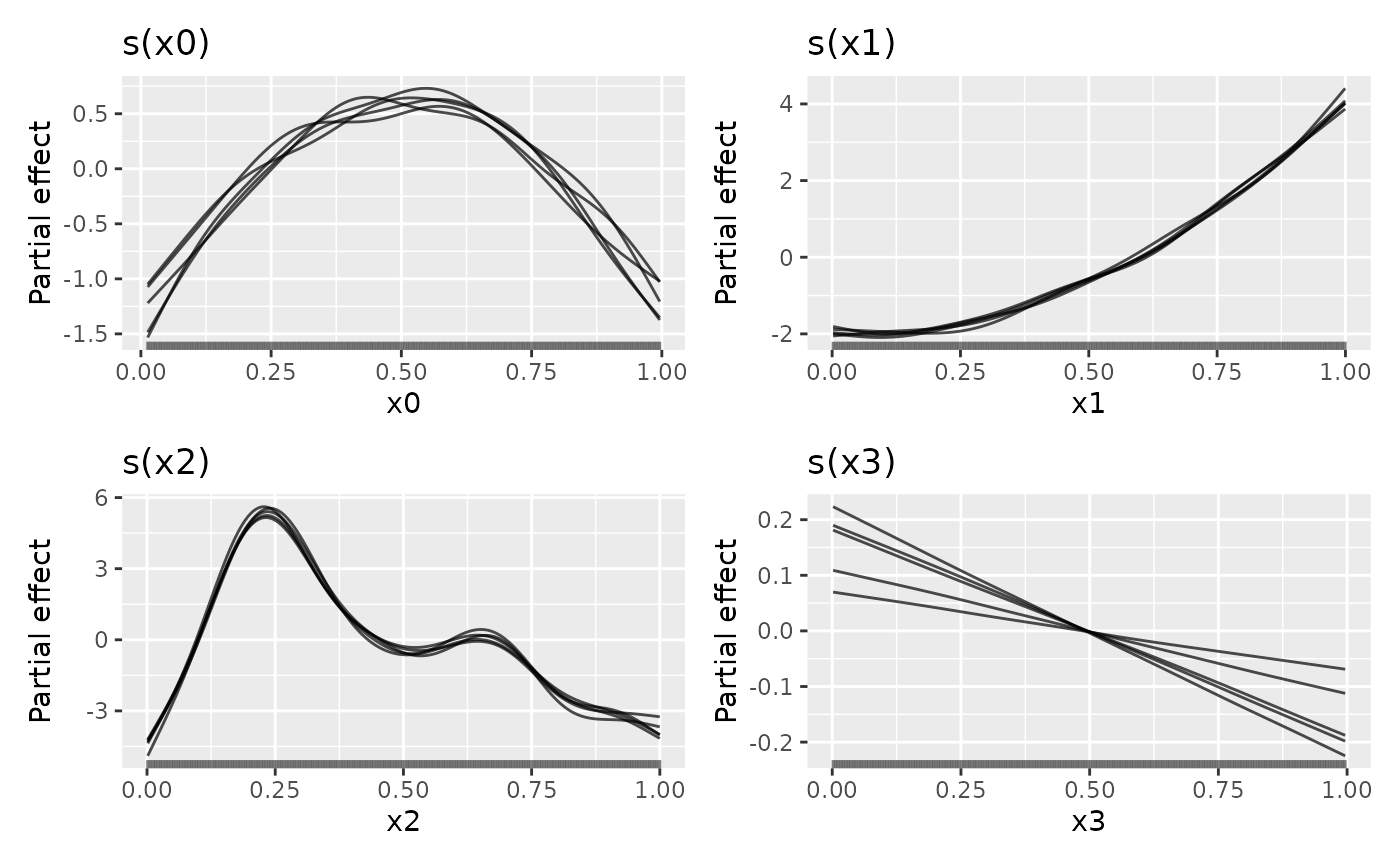 s(x0)
Partial effect
0.5
0.0
-0.5
-1.0
-1.5
0.00 0.25 0.50 0.75 1.00
x0
s(x1)
Partial effect
4
2
0
-2
0.00 0.25 0.50 0.75 1.00
x1
s(x2)
Partial effect
6
3
0
-3
0.00 0.25 0.50 0.75 1.00
x2
s(x3)
Partial effect
0.2
0.1
0.0
-0.1
-0.2
0.00 0.25 0.50 0.75 1.00
x3